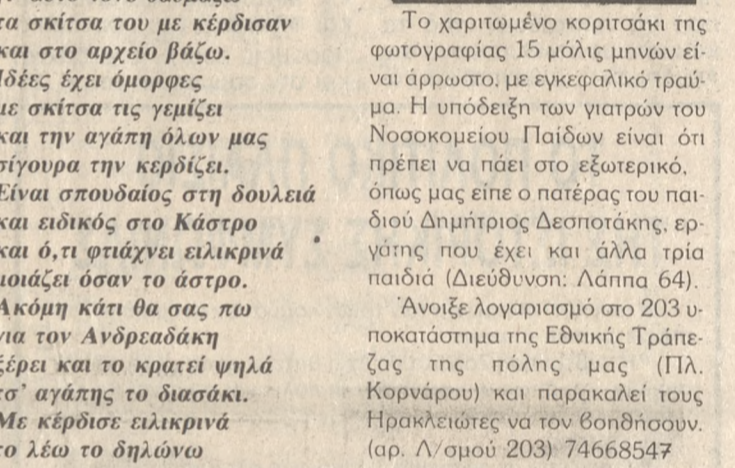 τα σκίτσα του με κέρδισαν
και στο αρχείο βάζω.
Ιδέες έχει όμορφες
με σκίτσα τις γεμίζει
και την αγάπη όλων μας
σίγουρα την κερδίζει.
Είναι σπουδαίος στη δουλειά
και ειδικός στο Κάστρο
και ό,τι φτιάχνει ειλικρινά
μοιάζει όσαν το άστρο.
Ακόμη κάτι θα σας πω
για τον Ανδρεαδάκη
ξέρει και το κρατεί ψηλά
τσ' αγάπης το διασάκι.
Με κέρδισε ειλικρινά
το λέω το δηλώνω
Το χαριτωμένο κοριτσάκι της
φωτογραφίας 15 μόλις μηνών εί-
ναι άρρωστο, με εγκεφαλικό τραύ-
μα. Η υπόδειξη των γιατρών του
Νοσοκομείου Παίδων είναι ότι
πρέπει να πάει στο εξωτερικό,
όπως μας είπε ο πατέρας του παι-
διού Δημήτριος Δεσποτάκης, ερ-
γάτης που έχει και άλλα τρία
παιδιά (Διεύθυνση: Λάππα 64).
Άνοιξε λογαριασμό στο 203 υ-
ποκατάστημα της Εθνικής Τράπε-
ζας της πόλης μας (Πλ.
Κορνάρου) και παρακαλεί τους
Ηρακλειώτες να τον βοηθήσουν.
(αρ. Λ/σμού 203) 74668547